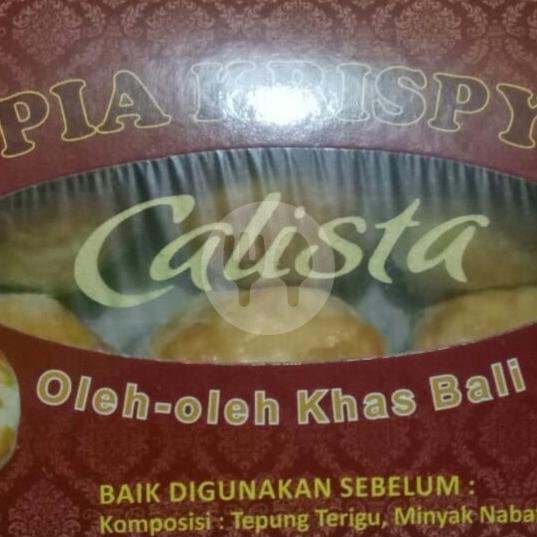 PIA KRISPY
Calista
Oleh-oleh Khas Bali
BAIK DIGUNAKAN SEBELUM :
Komposisi : Tepung Terigu, Minyak Nabat